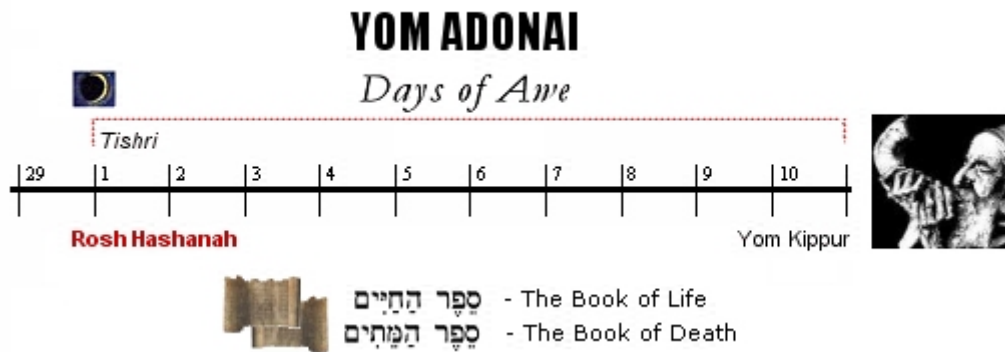 YOM ADONAI
Days of Awe
Tishri
29 1 2 3 4 5 6 7 8 9 10
Rosh Hashanah Yom Kippur
סֵפֶר הַחַיִּים - The Book of Life
סֵפֶר הַמֵּתִים - The Book of Death